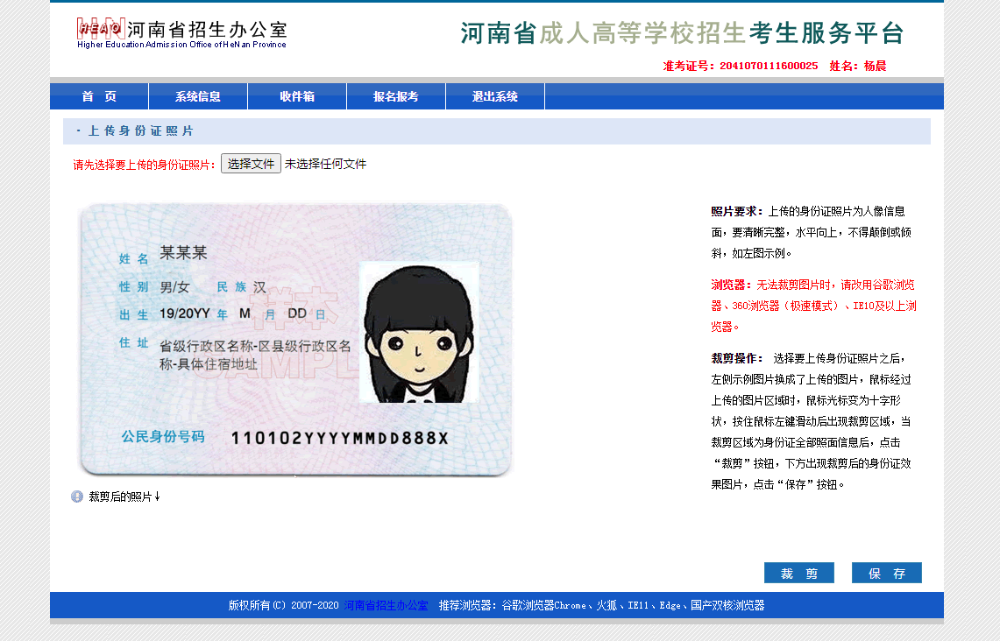 HEAO 河南省招生办公室
Higher Education Admission Office of HeNan Province
河南省成人高等学校招生考生服务平台
准考证号：2041070111600025 姓名：杨晨
首 页 系统信息 收件箱 报名报考 退出系统
· 上 传 身 份 证 照 片
请先选择要上传的身份证照片： 选择文件 未选择任何文件
姓 名 某某某
性 别 男/女 民 族 汉
出 生 19/20YY 年 M 月 DD 日
住 址 省级行政区名称-区县级行政区名
称-具体住宿地址
样本
SAMPLE
公民身份号码 110102YYYYMMDD888X
裁剪后的照片↓
照片要求：上传的身份证照片为人像信息
面，要清晰完整，水平向上，不得颠倒或倾
斜，如左图示例。
浏览器：无法裁剪图片时，请改用谷歌浏览
器、360浏览器（极速模式）、IE10及以上浏
览器。
裁剪操作： 选择要上传身份证照片之后，
左侧示例图片换成了上传的图片，鼠标经过
上传的图片区域时，鼠标光标变为十字形
状，按住鼠标左键滑动后出现裁剪区域，当
裁剪区域为身份证全部照面信息后，点击
“裁剪”按钮，下方出现裁剪后的身份证效
果图片，点击“保存”按钮。
裁 剪 保 存
版权所有(C) 2007-2020 河南省招生办公室 推荐浏览器：谷歌浏览器Chrome、火狐、IE11、Edge、国产双核浏览器